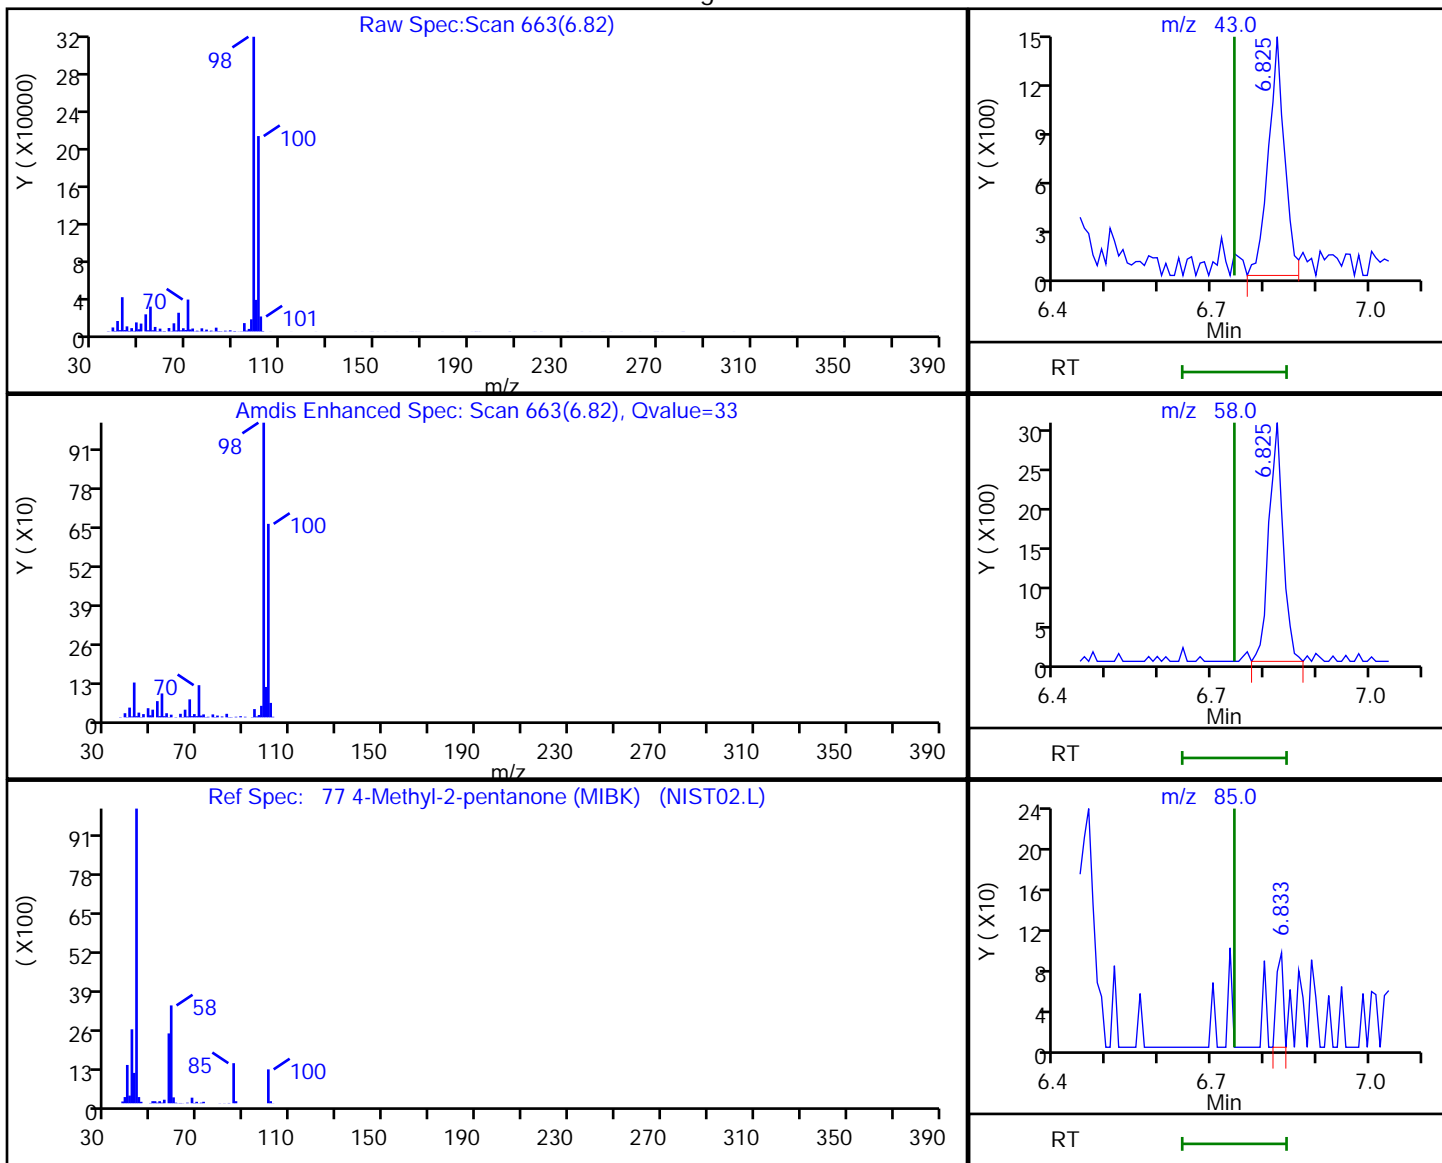 Raw Spec:Scan 663(6.82)
Y ( X10000)
32
28
24
20
16
12
8
4
0
98
100
70
101
30 70 110 150 190 230 270 310 350 390
m/z
m/z 43.0
Y ( X100)
15
12
9
6
3
0
6.825
6.4 6.7 7.0
Min
RT
Amdis Enhanced Spec: Scan 663(6.82), Qvalue=33
Y ( X10)
91
78
65
52
39
26
13
0
98
100
70
30 70 110 150 190 230 270 310 350 390
m/z
m/z 58.0
Y ( X100)
30
25
20
15
10
5
0
6.825
6.4 6.7 7.0
Min
RT
Ref Spec: 77 4-Methyl-2-pentanone (MIBK) (NIST02.L)
( X100)
91
78
65
52
39
26
13
0
58
85
100
30 70 110 150 190 230 270 310 350 390
m/z 85.0
Y ( X10)
24
20
16
12
8
4
0
6.833
6.4 6.7 7.0
Min
RT